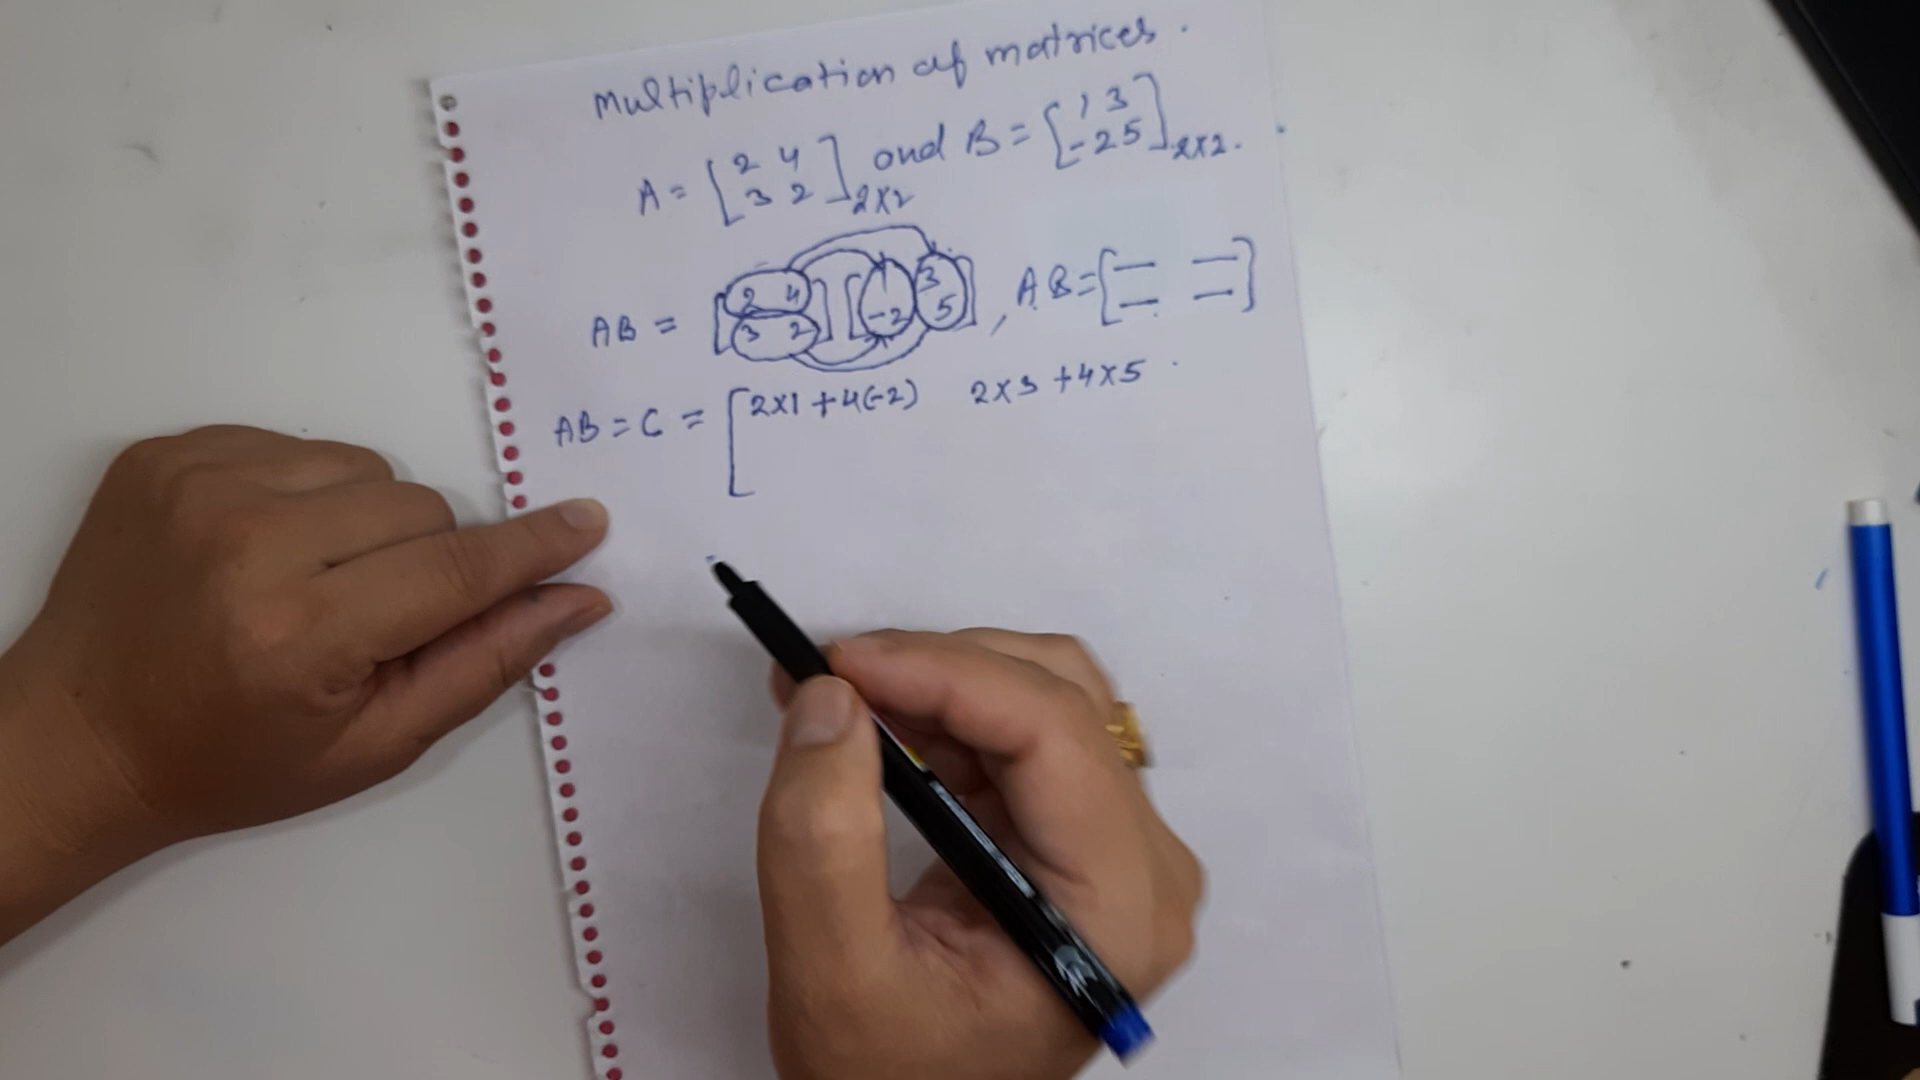 Multiplication of matrices.
A = [2 4 3 2]2x2 and B = [1 3 -2 5]2x2.
AB = [2 4 3 2] [1 3 -2 5], AB = [— — — —]
AB = C = [2x1 +4(-2) 2x3 +4x5